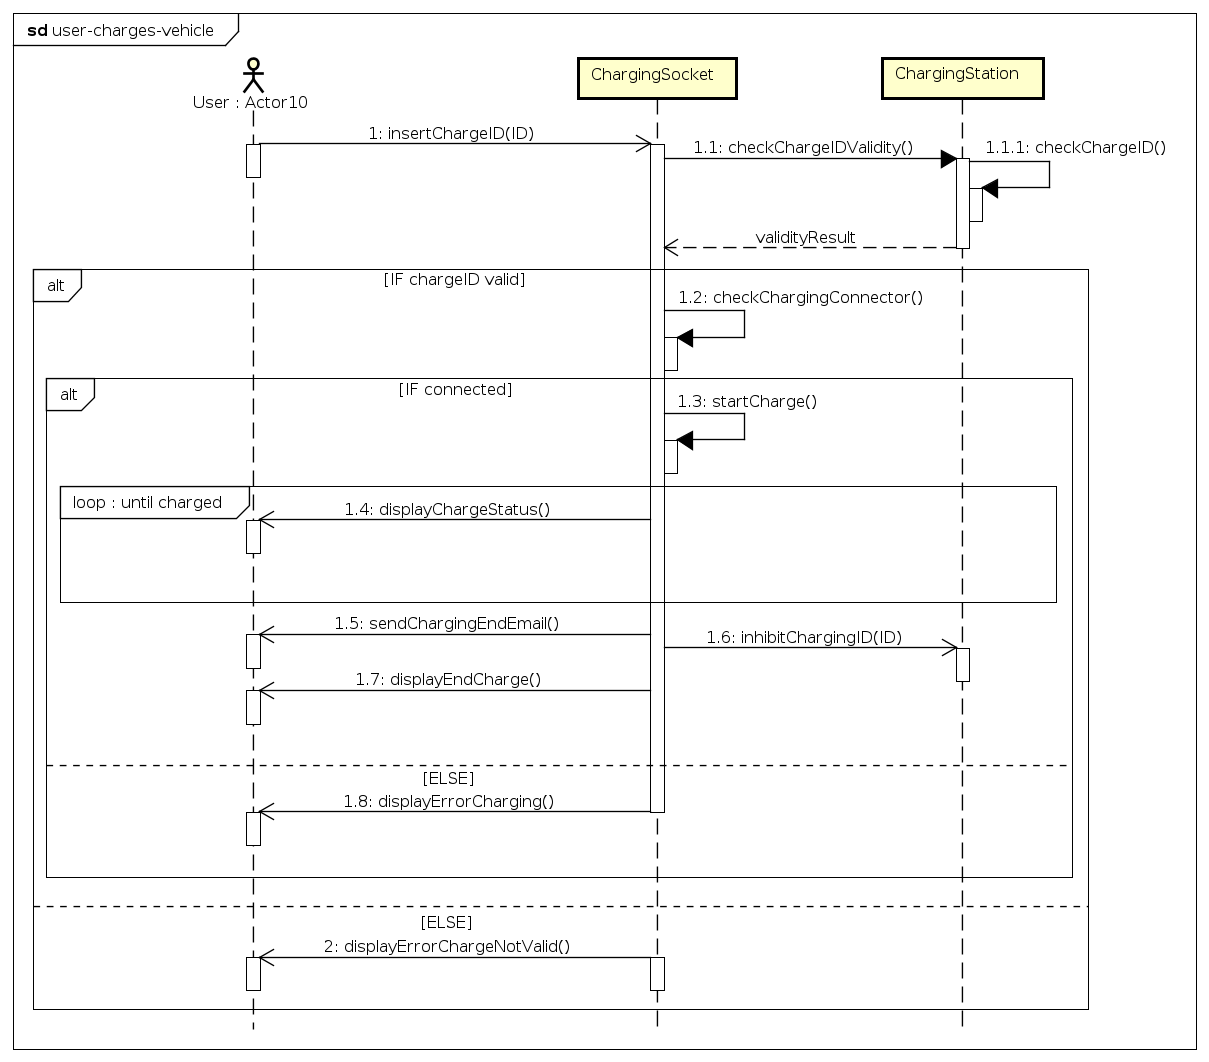 sd user-charges-vehicle
User : Actor10
ChargingSocket
ChargingStation
1: insertChargeID(ID)
1.1: checkChargeIDValidity()
1.1.1: checkChargeID()
validityResult
alt
[IF chargeID valid]
1.2: checkChargingConnector()
alt
[IF connected]
1.3: startCharge()
loop : until charged
1.4: displayChargeStatus()
1.5: sendChargingEndEmail()
1.6: inhibitChargingID(ID)
1.7: displayEndCharge()
[ELSE]
1.8: displayErrorCharging()
[ELSE]
2: displayErrorChargeNotValid()